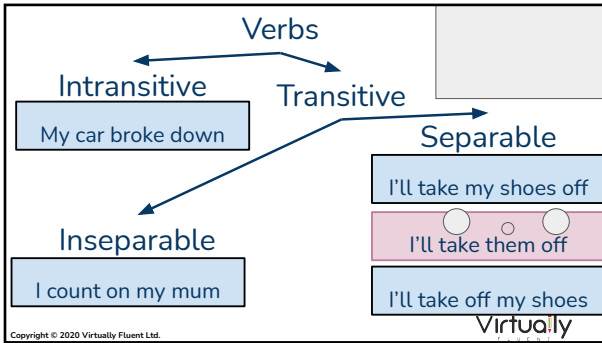 Verbs
Intransitive
Transitive
My car broke down
Separable
I'll take my shoes off
Inseparable
I'll take them off
I count on my mum
I'll take off my shoes
Virtually
FLUENT
Copyright © 2020 Virtually Fluent Ltd.